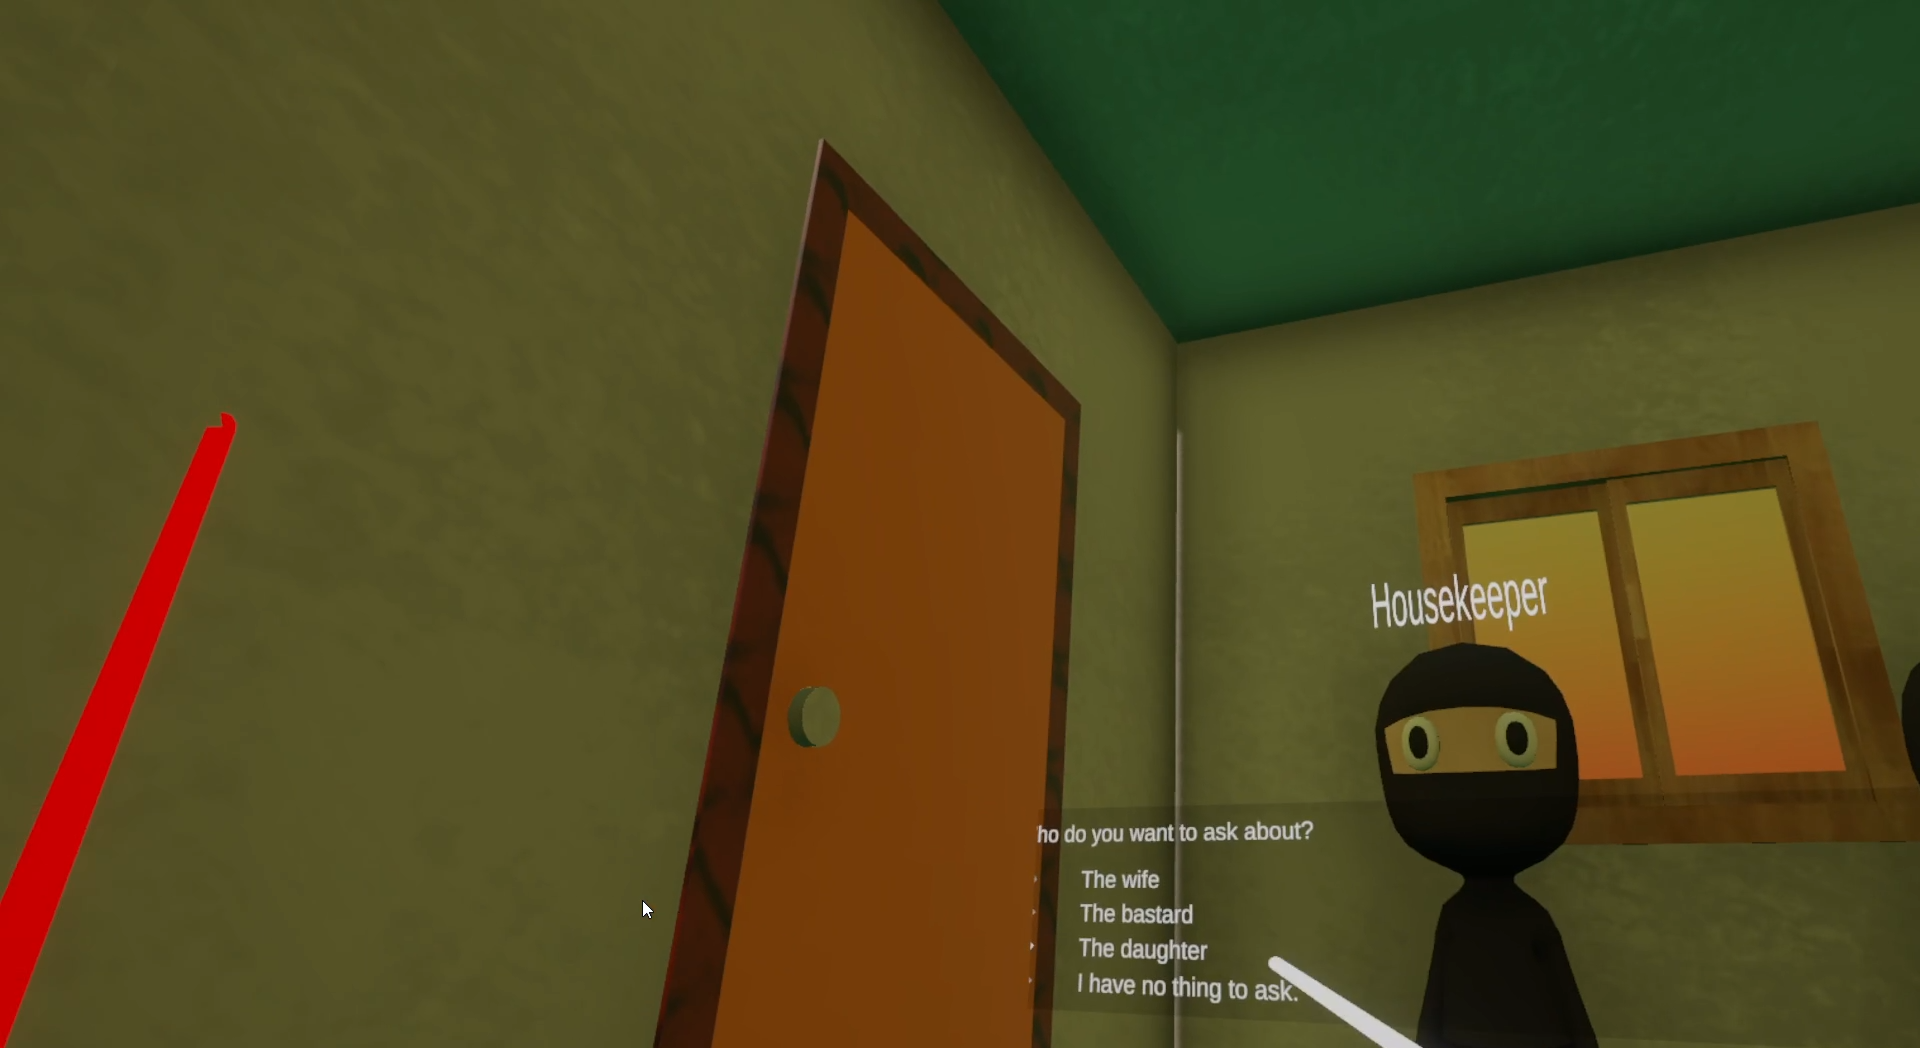 Housekeeper
ho do you want to ask about?
The wife
The bastard
The daughter
I have no thing to ask.